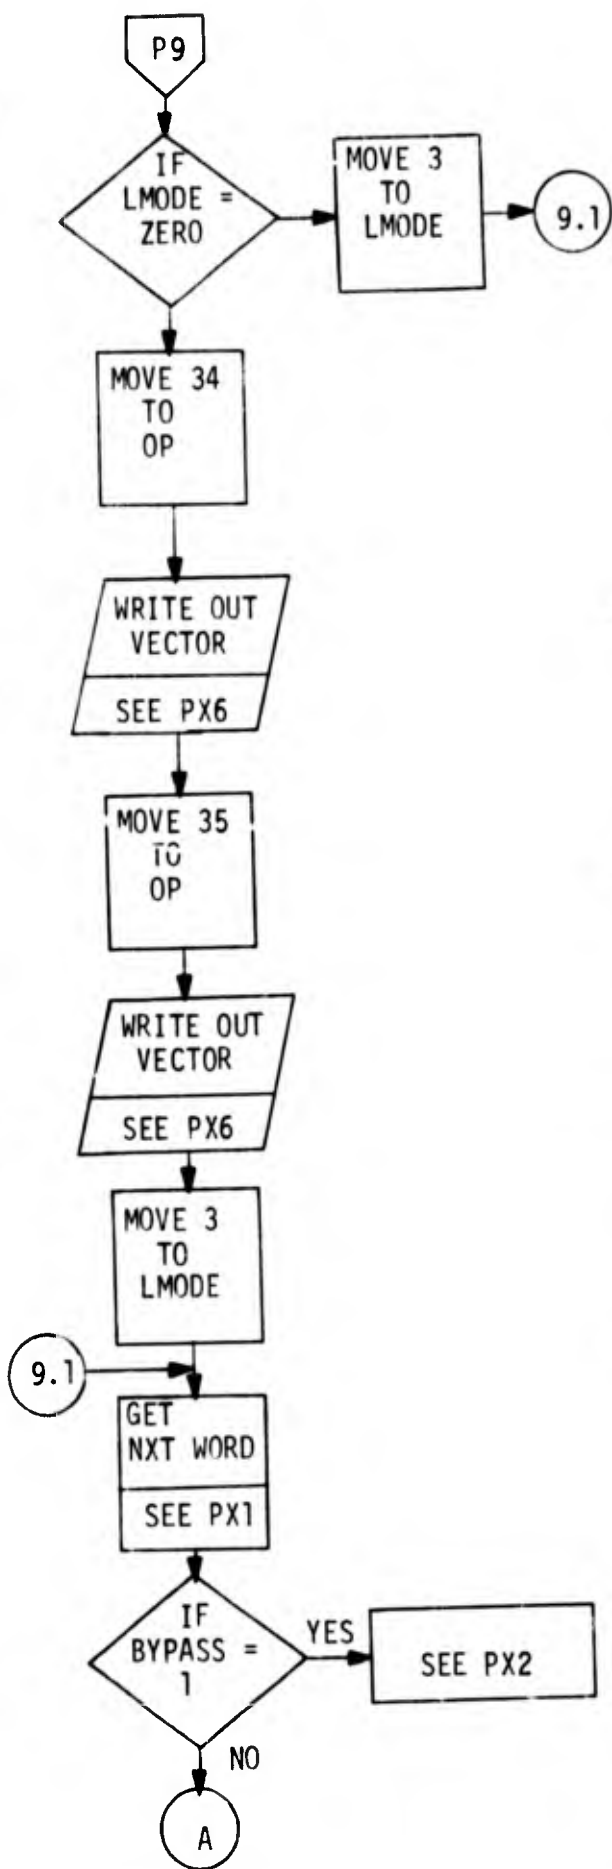 P9
IF
LMODE =
ZERO
MOVE 3
TO
LMODE
9.1
MOVE 34
TO
OP
WRITE OUT
VECTOR
SEE PX6
MOVE 35
TO
OP
WRITE OUT
VECTOR
SEE PX6
MOVE 3
TO
LMODE
9.1
GET
NXT WORD
SEE PX1
IF
BYPASS =
1
YES
SEE PX2
NO
A